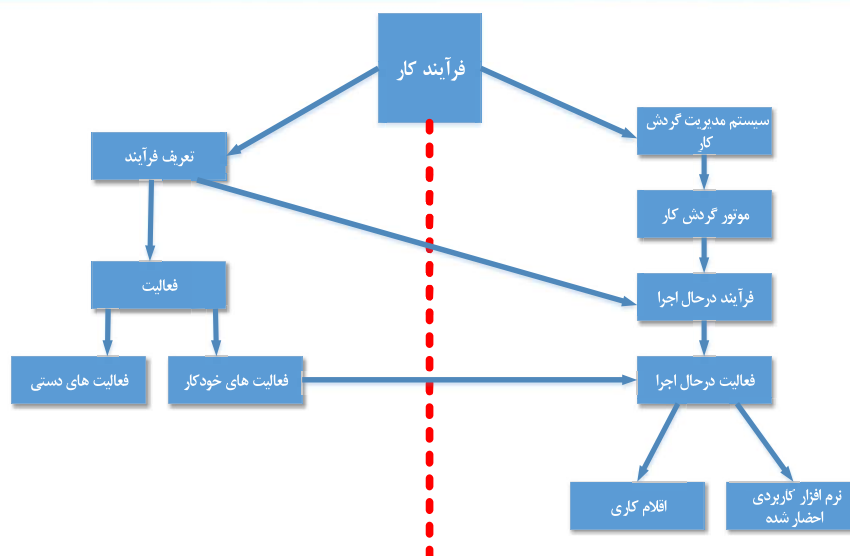 فرآیند کار
سیستم مدیریت گردش
کار
تعریف فرآیند
موتور گردش کار
فعالیت
فرآیند درحال اجرا
فعالیت های دستی
فعالیت های خودکار
فعالیت درحال اجرا
اقلام کاری
نرم افزار کاربردی
احضار شده